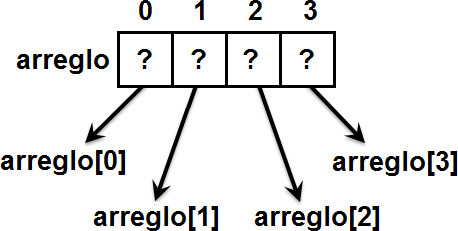 0 1 2 3
arreglo ? ? ? ?
arreglo[0] arreglo[3]
arreglo[1] arreglo[2]